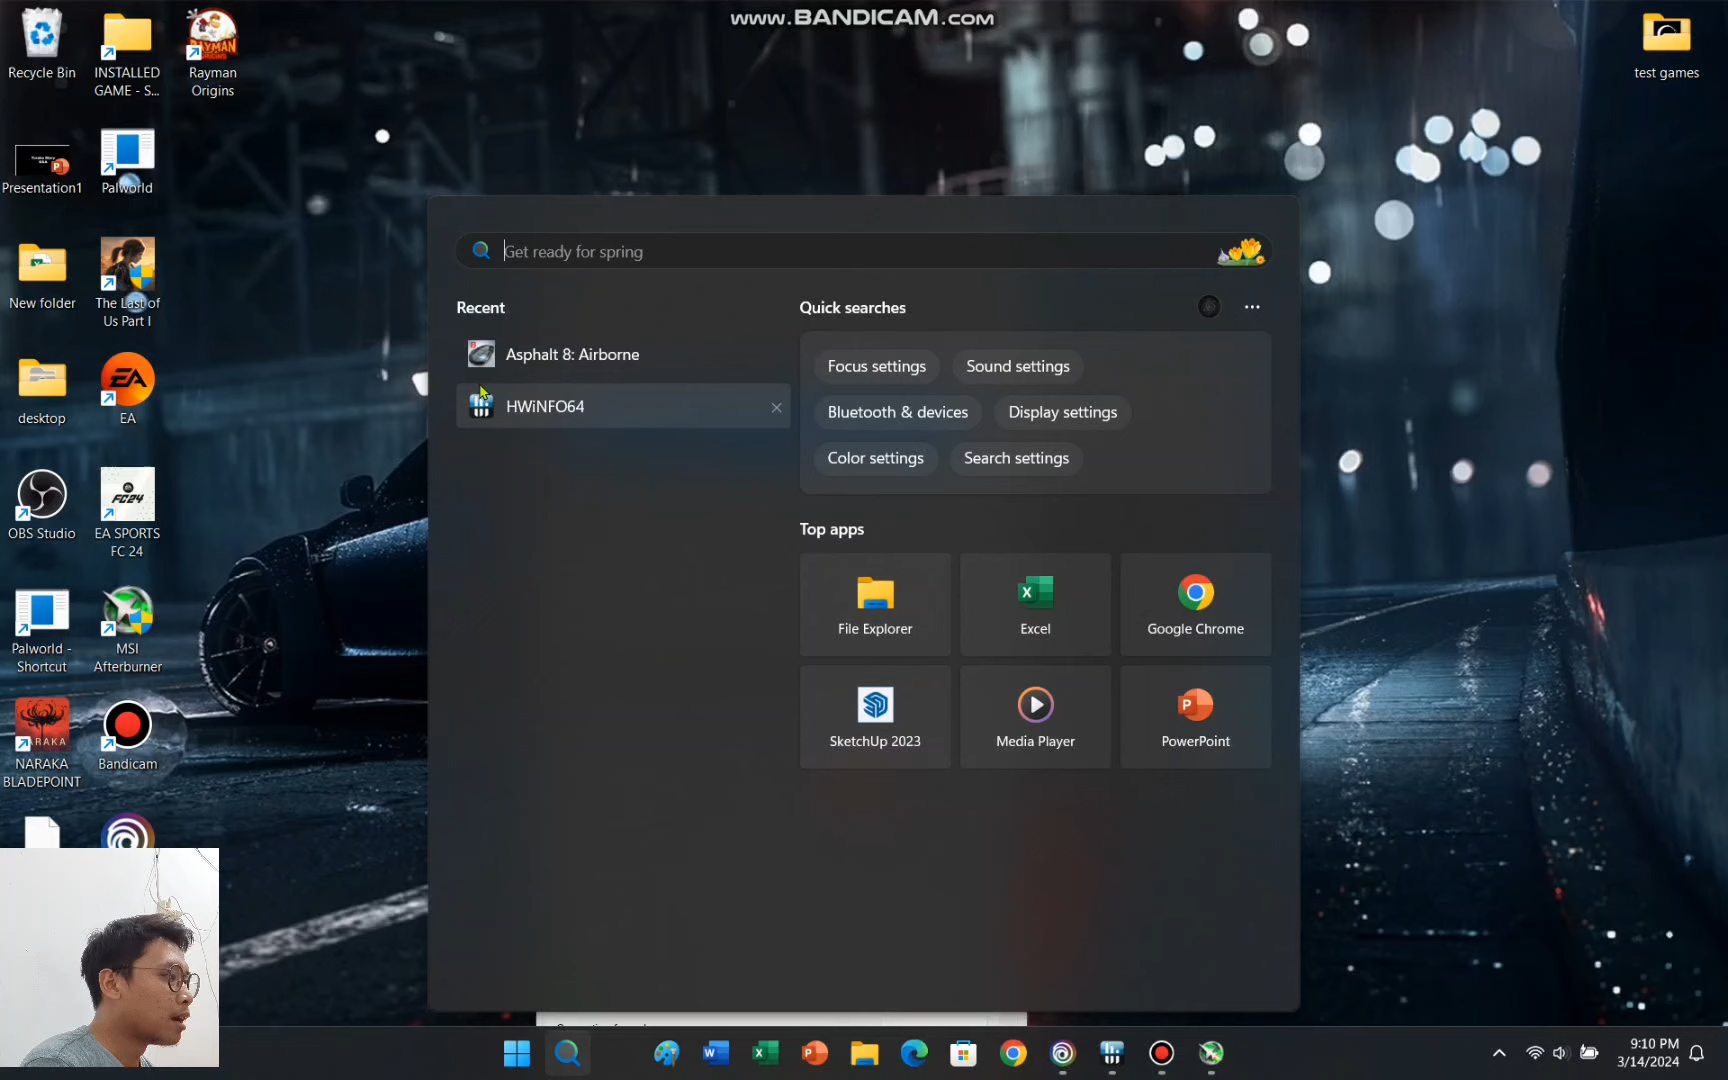 www.BANDICAM.com
Recycle Bin
INSTALLED
GAME - S...
Rayman
Origins
test games
Presentation1
Palworld
New folder
The Last of
Us Part I
desktop
EA
OBS Studio
EA SPORTS
FC 24
Palworld -
Shortcut
MSI
Afterburner
NARAKA
BLADEPOINT
Bandicam
Get ready for spring
Recent
Asphalt 8: Airborne
HWiNFO64
Quick searches
Focus settings
Sound settings
Bluetooth & devices
Display settings
Color settings
Search settings
Top apps
File Explorer
Excel
Google Chrome
SketchUp 2023
Media Player
PowerPoint
9:10 PM
3/14/2024